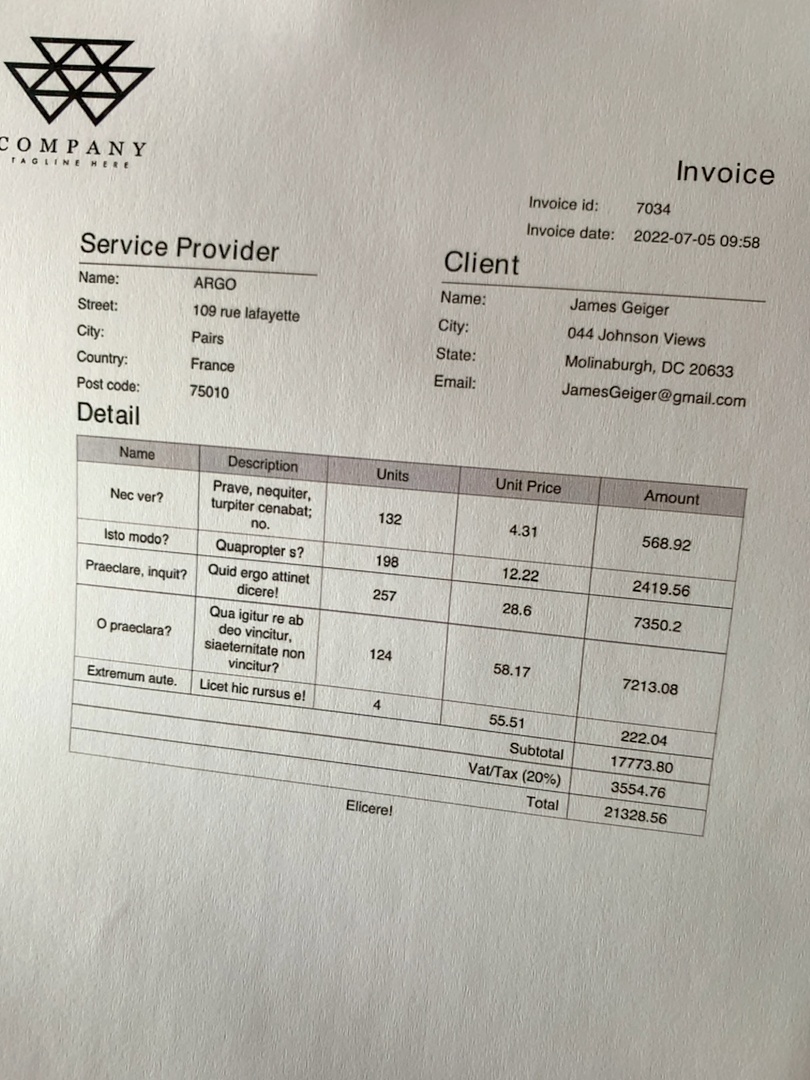 COMPANY
TAGLINE HERE
Invoice
Invoice id: 7034
Invoice date: 2022-07-05 09:58
Service Provider
Name: ARGO
Street: 109 rue lafayette
City: Pairs
Country: France
Post code: 75010
Client
Name: James Geiger
City: 044 Johnson Views
State: Molinaburgh, DC 20633
Email: JamesGeiger@gmail.com
Detail
Name Description Units Unit Price Amount
Nec ver? Prave, nequiter, 132 4.31 568.92
turpiter cenabat;
no.
Isto modo? Quapropter s? 198 12.22 2419.56
Praeclare, inquit? Quid ergo attinet 257 28.6 7350.2
dicere!
O praeclara? Qua igitur re ab 124 58.17 7213.08
deo vincitur,
siaeternitate non
vincitur?
Extremum aute. Licet hic rursus e! 4 55.51 222.04
Subtotal 17773.80
Vat/Tax (20%) 3554.76
Total 21328.56
Elicere!